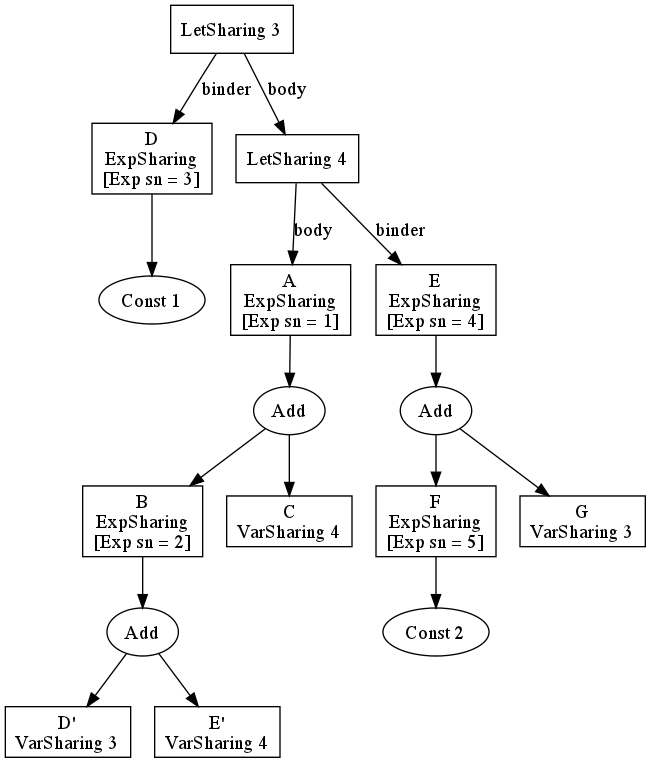 LetSharing 3
binder
body
D
ExpSharing
[Exp sn = 3]
LetSharing 4
body
binder
Const 1
A
ExpSharing
[Exp sn = 1]
E
ExpSharing
[Exp sn = 4]
Add
Add
B
ExpSharing
[Exp sn = 2]
C
VarSharing 4
F
ExpSharing
[Exp sn = 5]
G
VarSharing 3
Add
Const 2
D'
VarSharing 3
E'
VarSharing 4